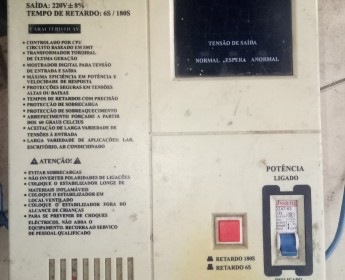 SAÍDA: 220V± 8%
TEMPO DE RETARDO: 6S / 180S
CARACTERÍSTICAS
• CONTROLADO POR CPU
CIRCUITO BASEADO EM SMT
• TRANSFORMADOR TOROIDAL
DE ÚLTIMA GERAÇÃO
• MOSTRADOR DIGITAL PARA TENSÃO
DE ENTRADA E SAÍDA
• MÁXIMA EFICIÊNCIA EM POTÊNCIA E
VELOCIDADE DE RESPOSTA
• PROTECÇÕES SEGURAS EM TENSÕES
ALTAS OU BAIXAS
• TEMPOS DE RETARDOS COM PRECISÃO
• PROTECÇÃO DE SOBRECARGA
• PROTECÇÃO DE SOBREAQUECIMENTO
• ARREFECIMENTO FORÇADO A PARTIR
DOS 60 GRAUS CELCIUS
• ACEITAÇÃO DE LARGA VARIEDADE DE
TENSÕES À ENTRADA
• LARGA VARIEDADE DE APLICAÇÕES: LAR,
ESCRITÓRIO, AR CONDICIONADO
ATENÇÃO!
• EVITAR SOBRECARGAS
• NÃO INVERTER POLARIDADES DE LIGAÇÕES
• COLOQUE O ESTABILIZADOR LONGE DE
MATERIAIS INFLAMÁVEIS
• COLOQUE O ESTABILIZADOR EM
LOCAL VENTILADO
• COLOQUE O ESTABILIZADOR FORA DO
ALCANCE DE CRIANÇAS
• PARA SE PREVENIR DE CHOQUES
ELÉCTRICOS, NÃO ABRA O
EQUIPAMENTO. RECORRA AO SERVIÇO
DE PESSOAL QUALIFICADO
TENSÃO DE SAÍDA
NORMAL ESPERA ANORMAL
POTÊNCIA
LIGADO
RETARDO 180S
RETARDO 6S
DESLIGADO